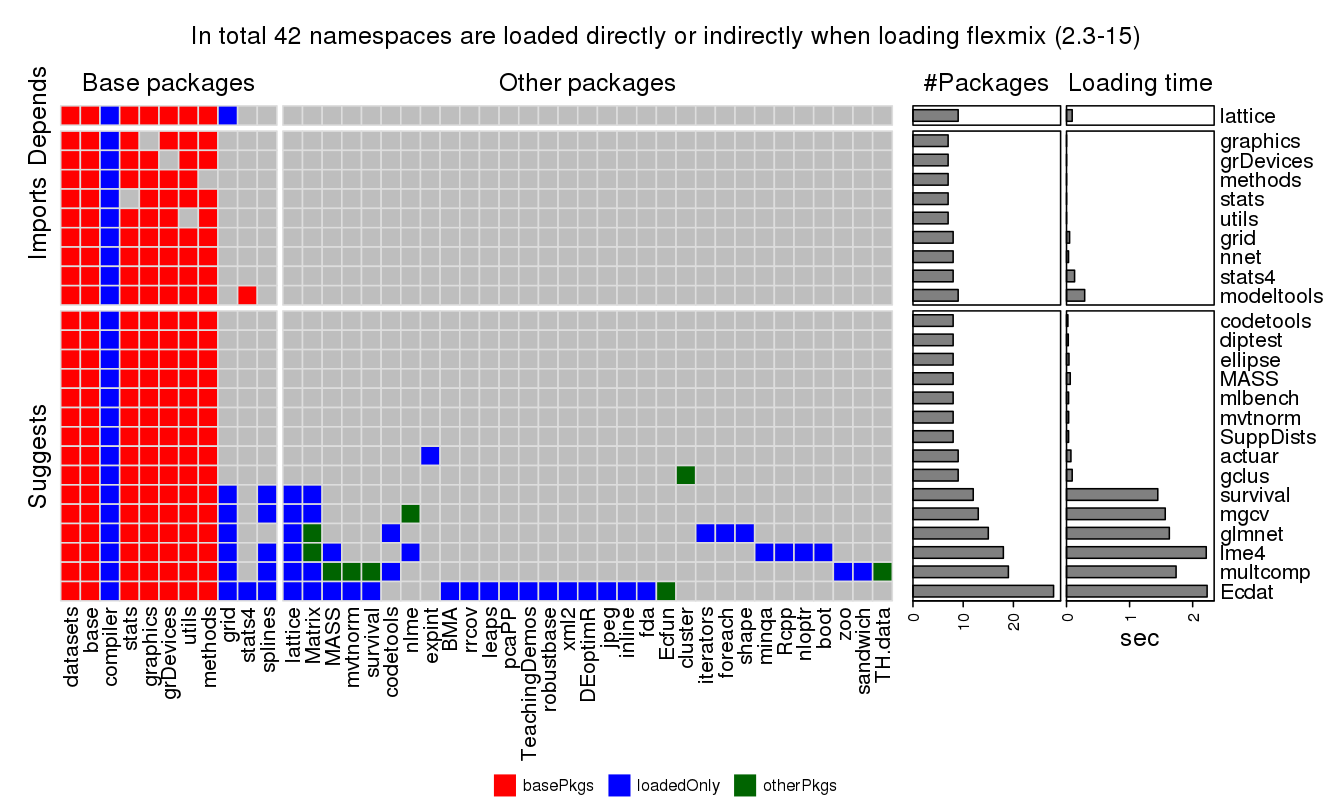 In total 42 namespaces are loaded directly or indirectly when loading flexmix (2.3-15)
Base packages
Other packages
#Packages
Loading time
Depends
Imports
Suggests
lattice
graphics
grDevices
methods
stats
utils
grid
nnet
stats4
modeltools
codetools
diptest
ellipse
MASS
mlbench
mvtnorm
SuppDists
actuar
gclus
survival
mgcv
glmnet
lme4
multcomp
Ecdat
datasets
base
compiler
stats
graphics
grDevices
utils
methods
grid
stats4
splines
lattice
Matrix
MASS
mvtnorm
survival
codetools
nlme
expint
BMA
rrcov
leaps
pcaPP
TeachingDemos
robustbase
xml2
DEoptimR
jpeg
inline
fda
Ecfun
cluster
iterators
foreach
shape
minqa
Rcpp
nloptr
boot
zoo
sandwich
TH.data
0
10
20
0
1
2
sec
basePkgs
loadedOnly
otherPkgs